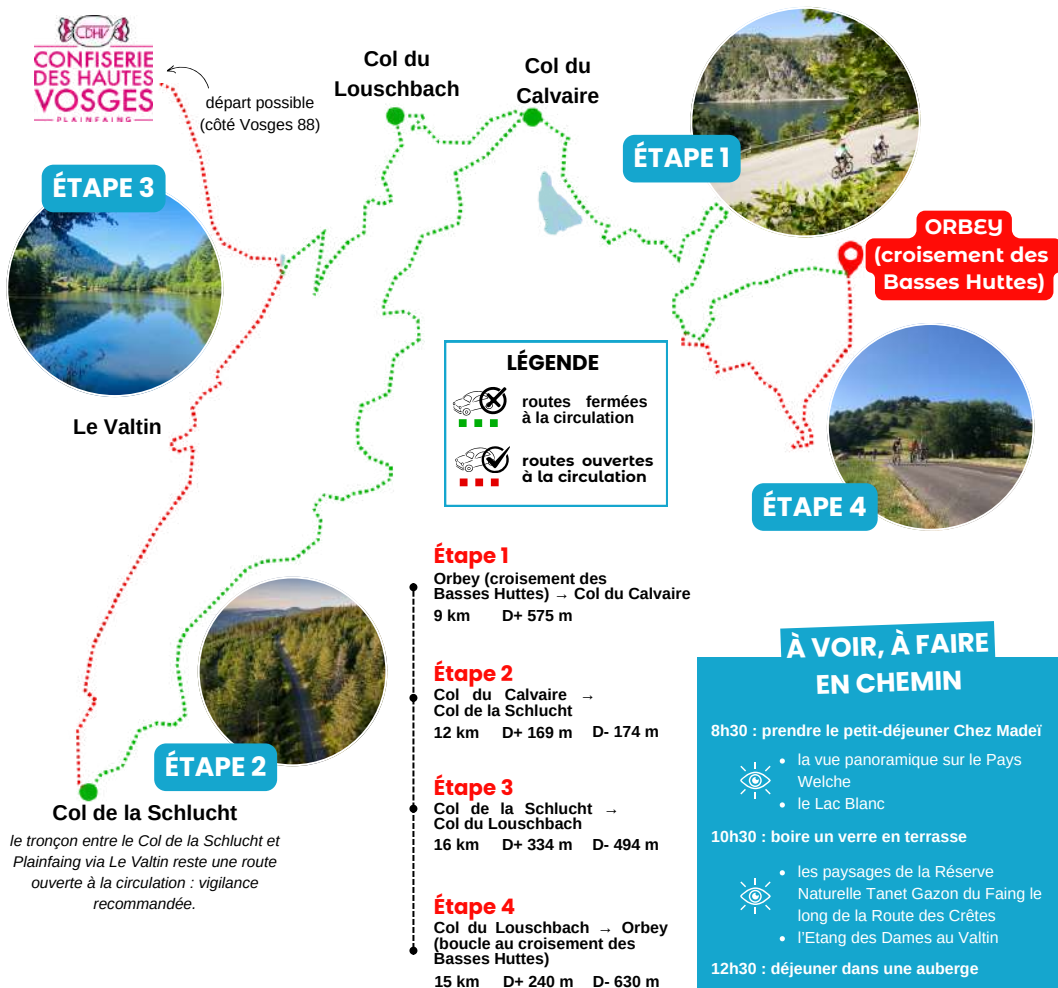 CDHV
CONFISERIE
DES HAUTES
VOSGES
PLAINFAING
départ possible
(côté Vosges 88)
Col du
Louschbach
Col du
Calvaire
ÉTAPE 1
ORBEY
(croisement des
Basses Huttes)
ÉTAPE 3
Le Valtin
LÉGENDE
routes fermées
à la circulation
routes ouvertes
à la circulation
ÉTAPE 4
ÉTAPE 2
Col de la Schlucht
le tronçon entre le Col de la Schlucht et
Plainfaing via Le Valtin reste une route
ouverte à la circulation : vigilance
recommandée.
Étape 1
Orbey (croisement des
Basses Huttes) → Col du Calvaire
9 km D+ 575 m
Étape 2
Col du Calvaire →
Col de la Schlucht
12 km D+ 169 m D- 174 m
Étape 3
Col de la Schlucht →
Col du Louschbach
16 km D+ 334 m D- 494 m
Étape 4
Col du Louschbach → Orbey
(boucle au croisement des
Basses Huttes)
15 km D+ 240 m D- 630 m
À VOIR, À FAIRE
EN CHEMIN
8h30 : prendre le petit-déjeuner Chez Madeï
• la vue panoramique sur le Pays
Welche
• le Lac Blanc
10h30 : boire un verre en terrasse
• les paysages de la Réserve
Naturelle Tanet Gazon du Faing le
long de la Route des Crêtes
• l'Etang des Dames au Valtin
12h30 : déjeuner dans une auberge